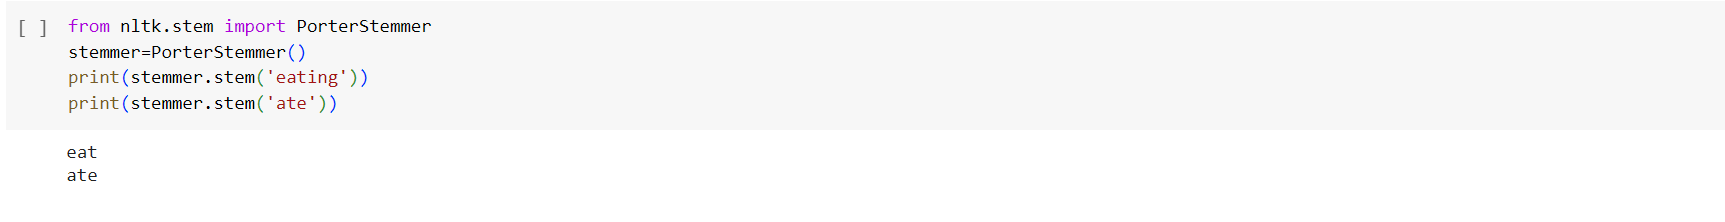 [ ] from nltk.stem import PorterStemmer
stemmer=PorterStemmer()
print(stemmer.stem('eating'))
print(stemmer.stem('ate'))
eat
ate